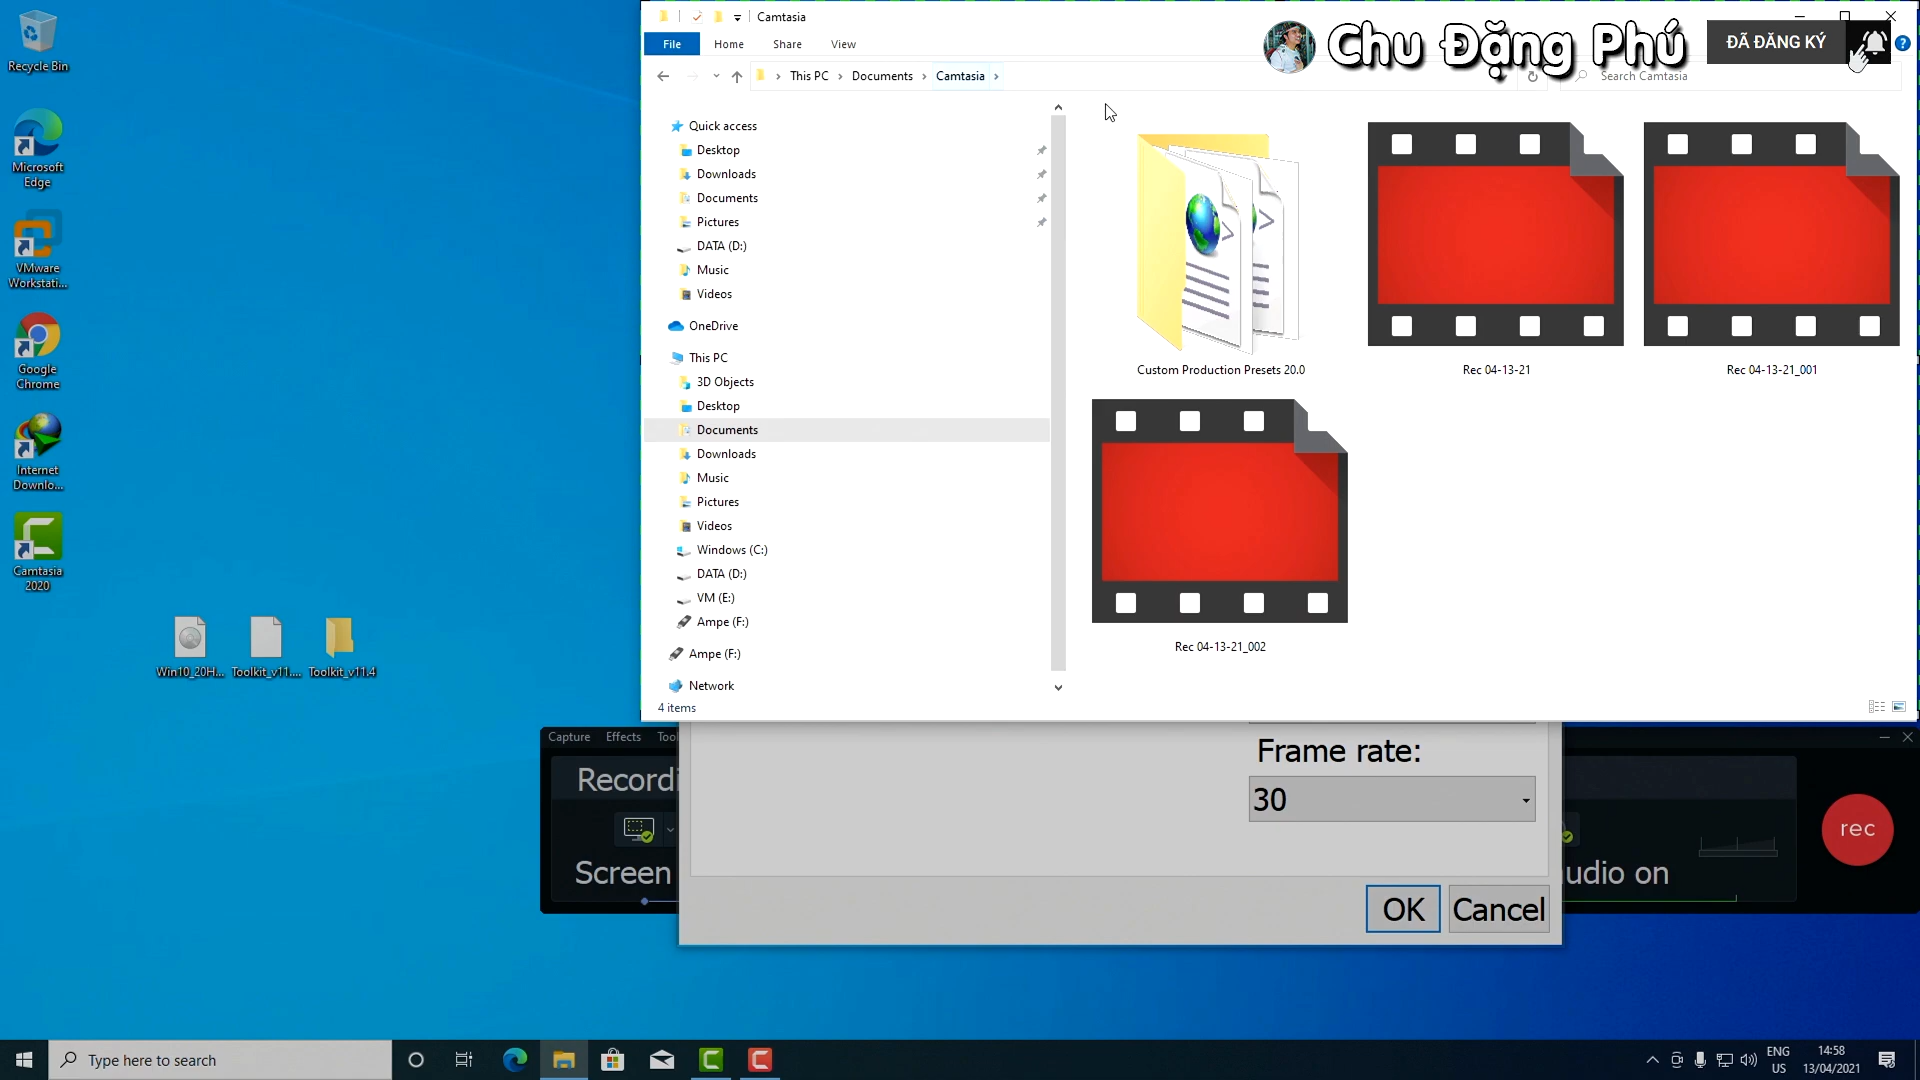 Recycle Bin
Microsoft
Edge
VMware
Workstati...
Google
Chrome
Internet
Downlo...
Camtasia
2020
Win10_20H...
Toolkit_v11....
Toolkit_v11.4
Camtasia
File
Home
Share
View
Chu Đặng Phú
ĐÃ ĐĂNG KÝ
This PC
Documents
Camtasia
Search Camtasia
Quick access
Desktop
Downloads
Documents
Pictures
DATA (D:)
Music
Videos
OneDrive
This PC
3D Objects
Desktop
Documents
Downloads
Music
Pictures
Videos
Windows (C:)
DATA (D:)
VM (E:)
Ampe (F:)
Ampe (F:)
Network
4 items
Custom Production Presets 20.0
Rec 04-13-21
Rec 04-13-21_001
Rec 04-13-21_002
Capture
Effects
Tool
Recordi
Screen
Frame rate:
30
OK
Cancel
udio on
rec
Type here to search
ENG
US
14:58
13/04/2021